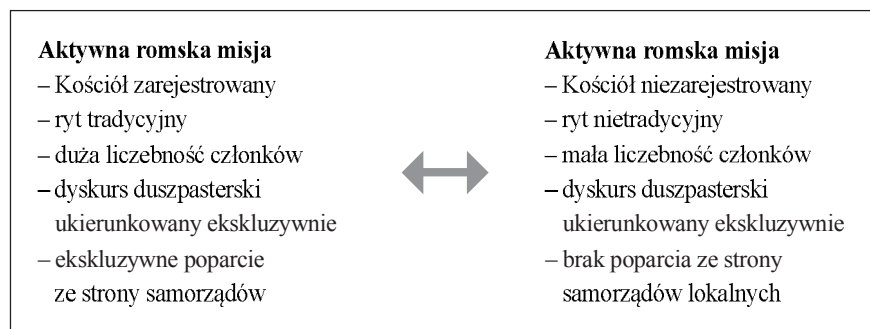 Aktywna romska misja
– Kościół zarejestrowany
– ryt tradycyjny
– duża liczebność członków
– dyskurs duszpasterski
ukierunkowany ekskluzywnie
– ekskluzywne poparcie
ze strony samorządów
Aktywna romska misja
– Kościół niezarejestrowany
– ryt nietradycyjny
– mała liczebność członków
– dyskurs duszpasterski
ukierunkowany ekskluzywnie
– brak poparcia ze strony
samorządów lokalnych